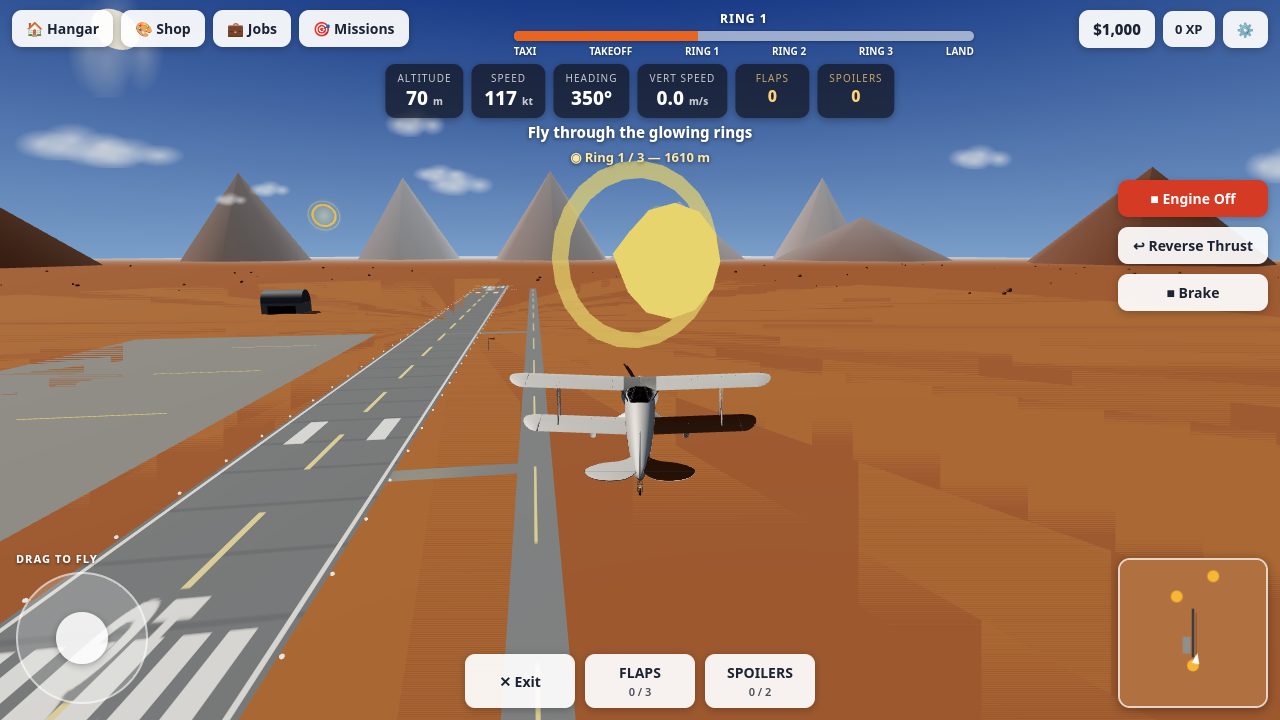 🏠 Hangar
🎨 Shop
💼 Jobs
🎯 Missions
RING 1
TAXI
TAKEOFF
RING 1
RING 2
RING 3
LAND
$1,000
0 XP
⚙️
ALTITUDE
70 m
SPEED
117 kt
HEADING
350°
VERT SPEED
0.0 m/s
FLAPS
0
SPOILERS
0
Fly through the glowing rings
◉ Ring 1 / 3 — 1610 m
■ Engine Off
↩ Reverse Thrust
■ Brake
DRAG TO FLY
✕ Exit
FLAPS
0 / 3
SPOILERS
0 / 2